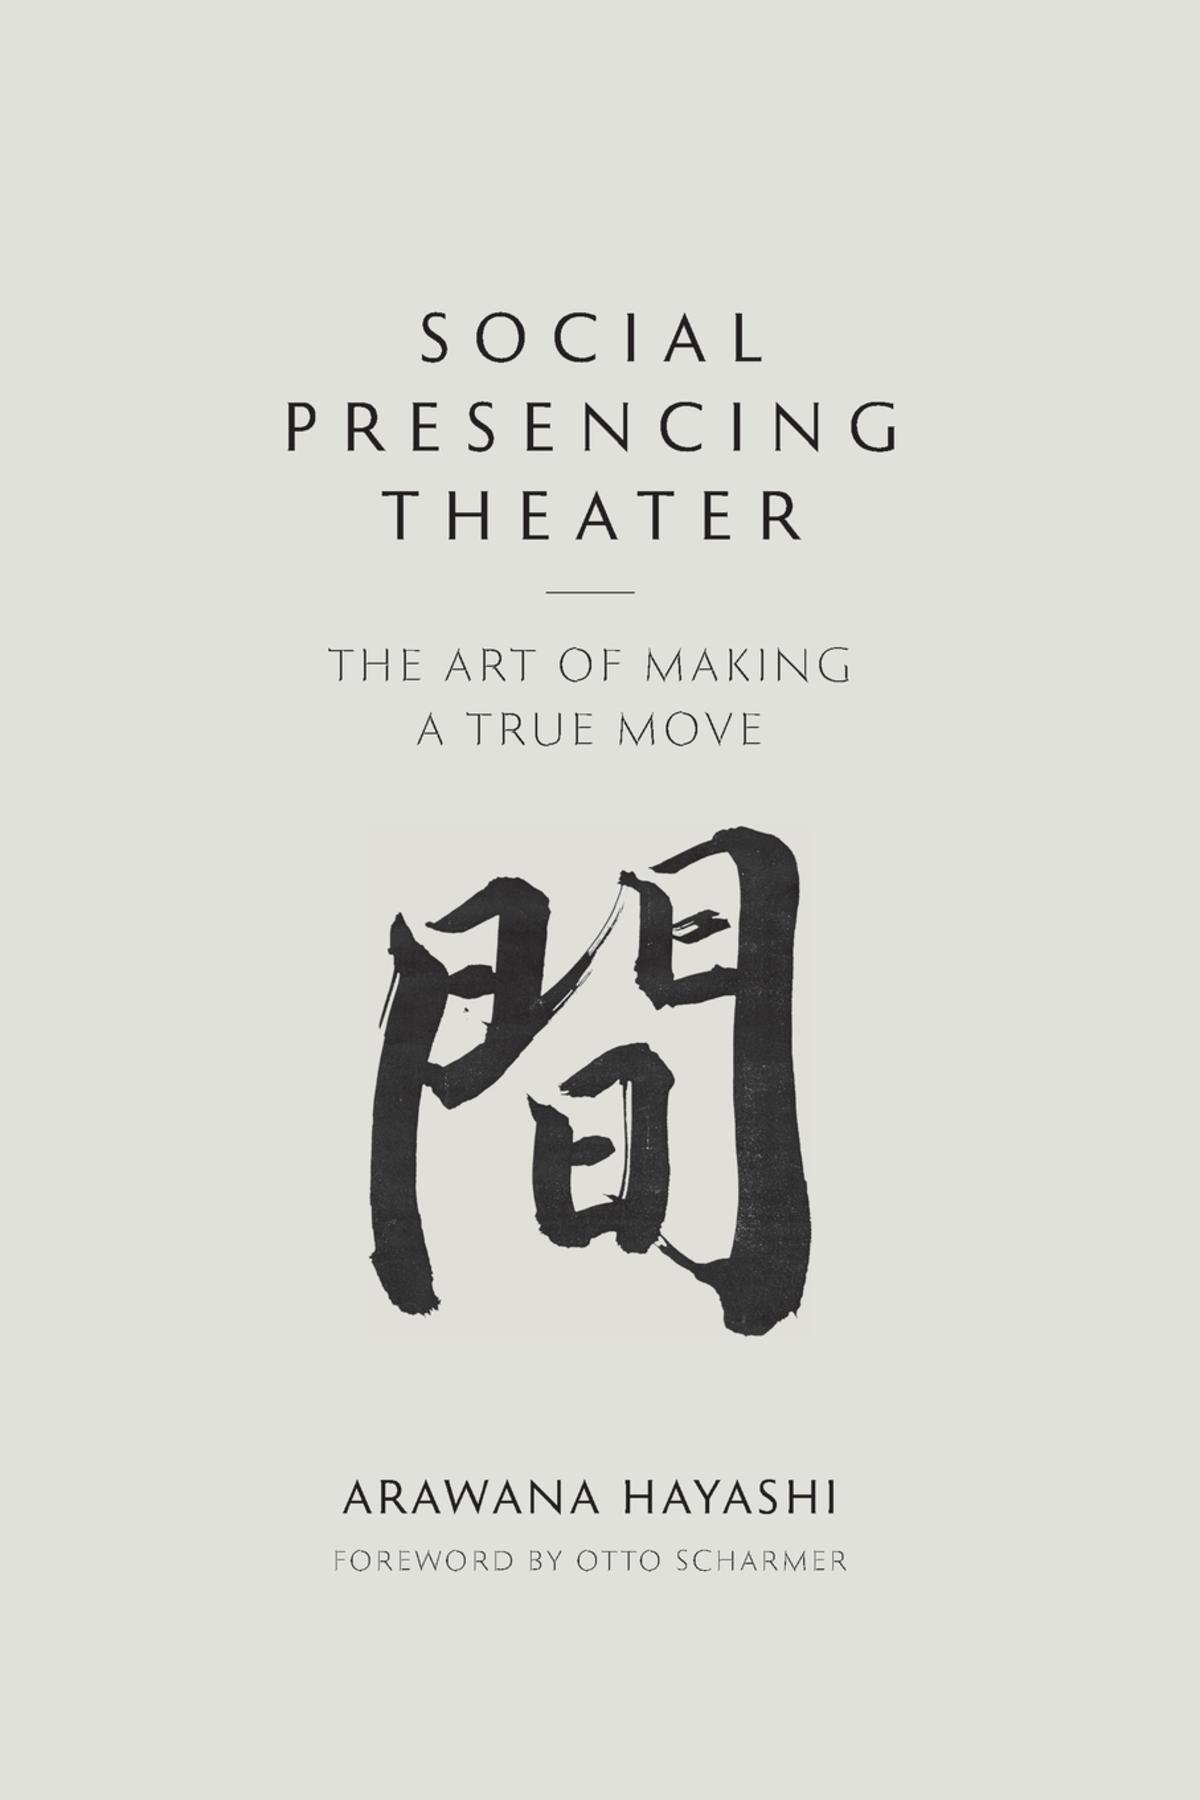 SOCIAL
PRESENCING
THEATER
THE ART OF MAKING
A TRUE MOVE
間
ARAWANA HAYASHI
FOREWORD BY OTTO SCHARMER